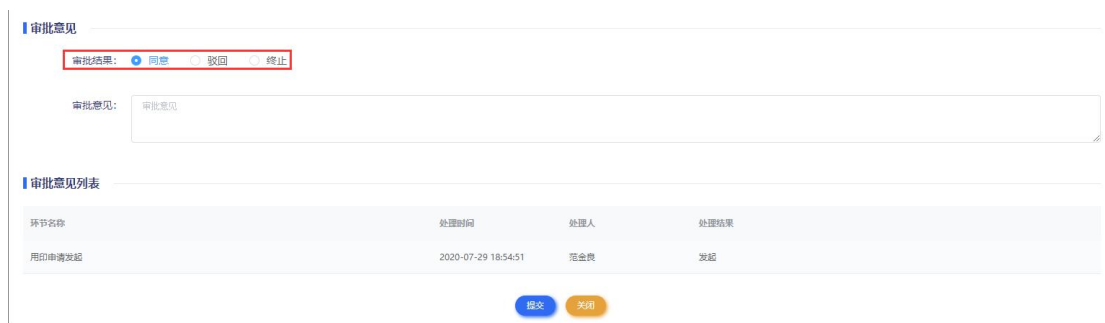 审批意见
审批结果： 同意 驳回 终止
审批意见： 审批意见
审批意见列表
环节名称 处理时间 处理人 处理结果
用印申请发起 2020-07-29 18:54:51 范金良 发起
提交 关闭